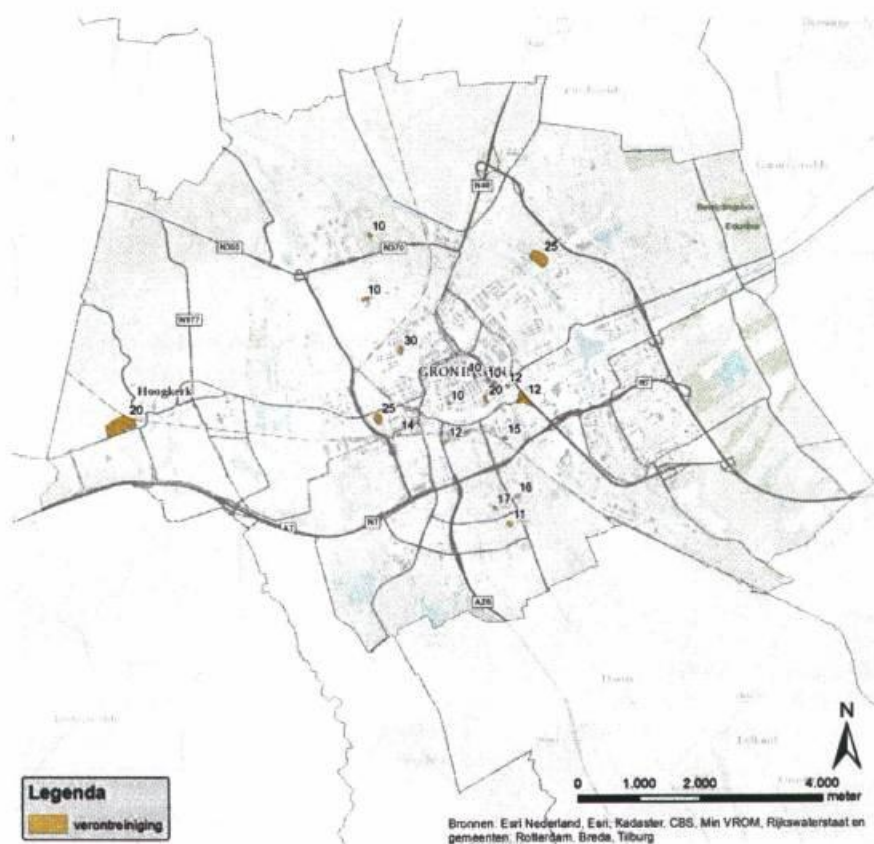 N46
N355
N370
N977
10
25
10
30
GRONINGEN
10
10
12
Hoogkerk
20
12
10
20
25
14
12
15
N7
16
17
11
A7
N7
A28
N
Legenda
verontreiniging
0 1.000 2.000 4.000
meter
Bronnen: Esri Nederland, Esri, Kadaster, CBS, Min VROM, Rijkswaterstaat en
gemeenten: Rotterdam, Breda, Tilburg